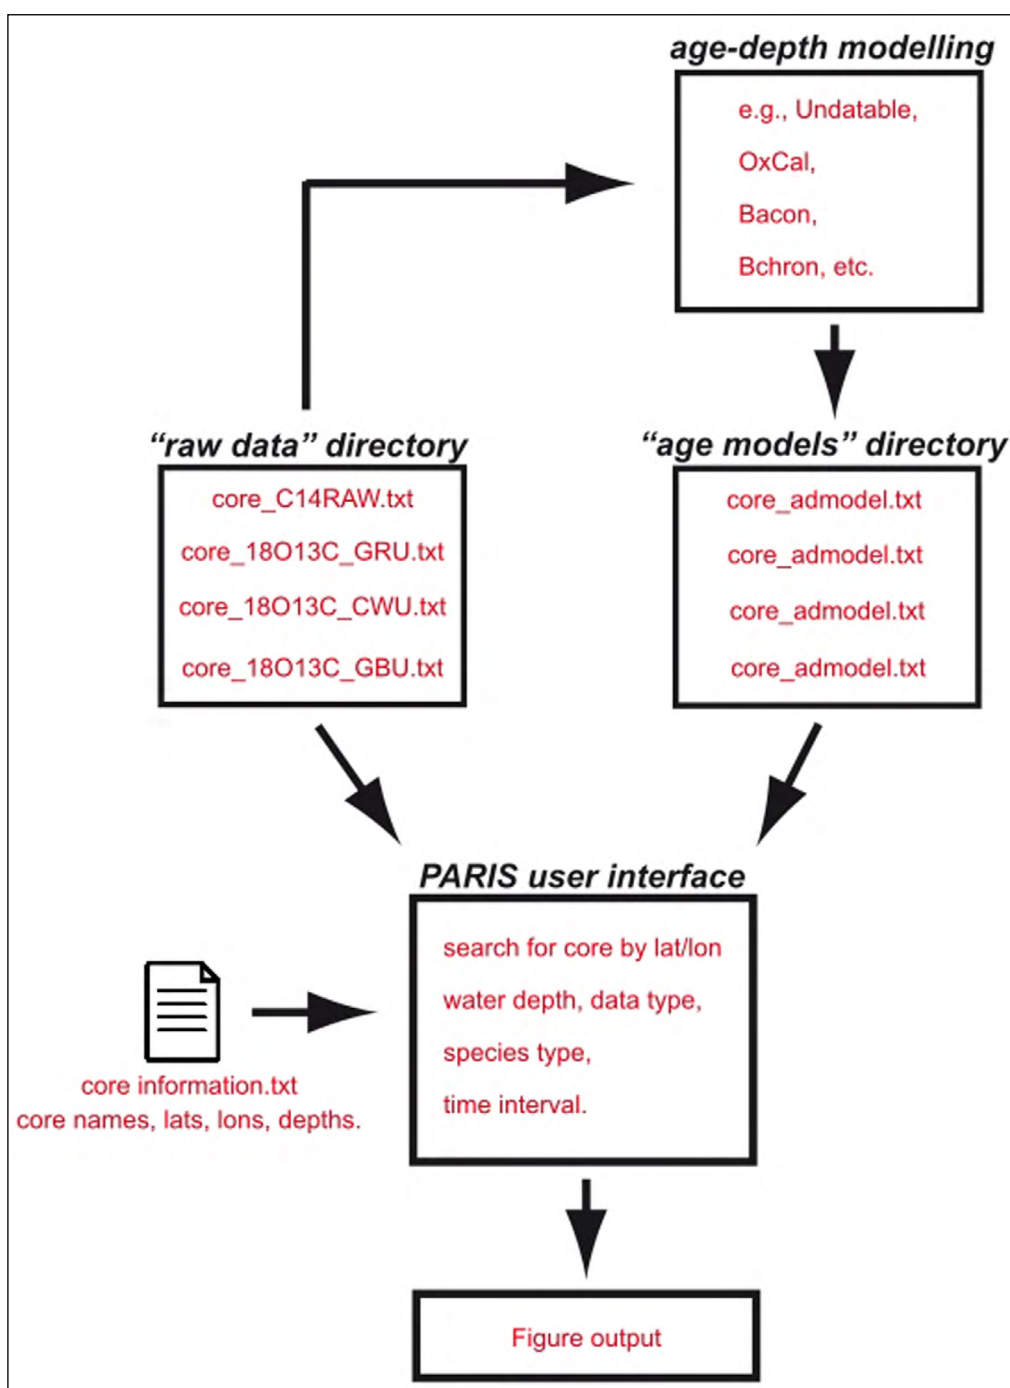 age-depth modelling
e.g., Undatable,
OxCal,
Bacon,
Bchron, etc.
“raw data” directory
core_C14RAW.txt
core_18O13C_GRU.txt
core_18O13C_CWU.txt
core_18O13C_GBU.txt
“age models” directory
core_admodel.txt
core_admodel.txt
core_admodel.txt
core_admodel.txt
PARIS user interface
search for core by lat/lon
water depth, data type,
species type,
time interval.
core information.txt
core names, lats, lons, depths.
Figure output